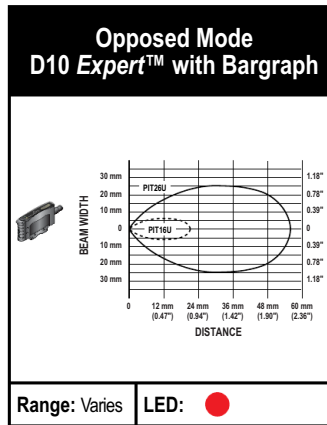 Opposed Mode
D10 Expert™ with Bargraph
30 mm
20 mm
10 mm
0
10 mm
20 mm
30 mm
BEAM WIDTH
PIT26U
PIT16U
1.18"
0.78"
0.39"
0
0.39"
0.78"
1.18"
0 12 mm 24 mm 36 mm 48 mm 60 mm
(0.47") (0.94") (1.42") (1.90") (2.36")
DISTANCE
Range: Varies
LED: